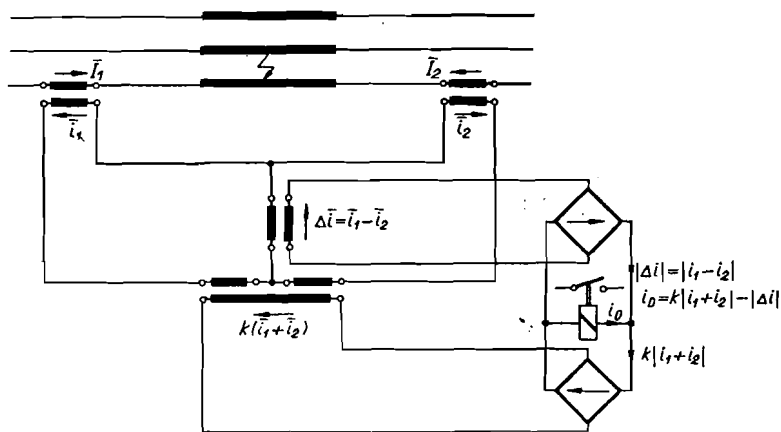 Ī₁
Ī₂
ī₁
ī₂
Δī=ī₁-ī₂
|Δi|=|i₁-i₂|
i₀=k|i₁+i₂|-|Δi|
i₀
k(ī₁+ī₂)
k|i₁+i₂|